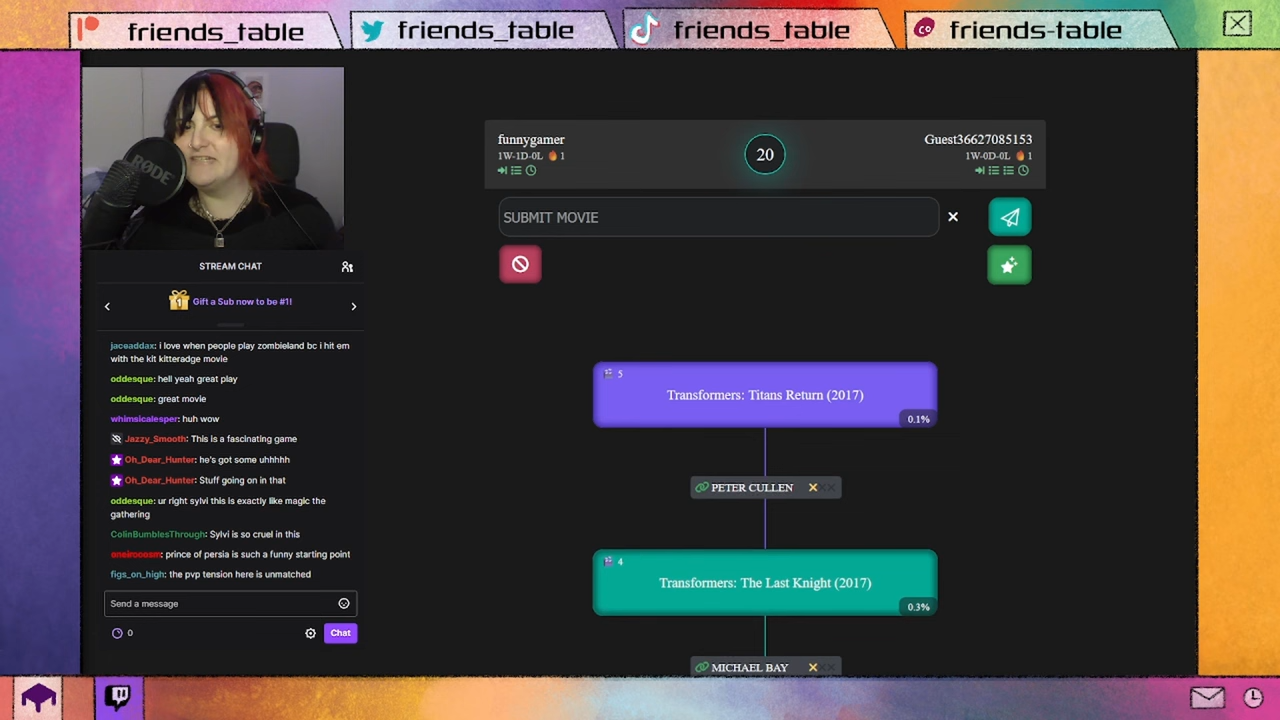 friends_table
friends_table
friends_table
friends-table
funnygamer
1W-1D-0L 1
20
Guest36627085153
1W-0D-0L 1
SUBMIT MOVIE
RØDE
STREAM CHAT
1
Gift a Sub now to be #1!
jaceaddax: i love when people play zombieland bc i hit em
with the kit kitteradge movie
oddesque: hell yeah great play
oddesque: great movie
whimsicalesper: huh wow
Jazzy_Smooth: This is a fascinating game
Oh_Dear_Hunter: he's got some uhhhhh
Oh_Dear_Hunter: Stuff going on in that
oddesque: ur right sylvi this is exactly like magic the
gathering
ColinBumblesThrough: Sylvi is so cruel in this
oneirocosm: prince of persia is such a funny starting point
figs_on_high: the pvp tension here is unmatched
Send a message
0
Chat
5
Transformers: Titans Return (2017)
0.1%
PETER CULLEN
4
Transformers: The Last Knight (2017)
0.3%
MICHAEL BAY